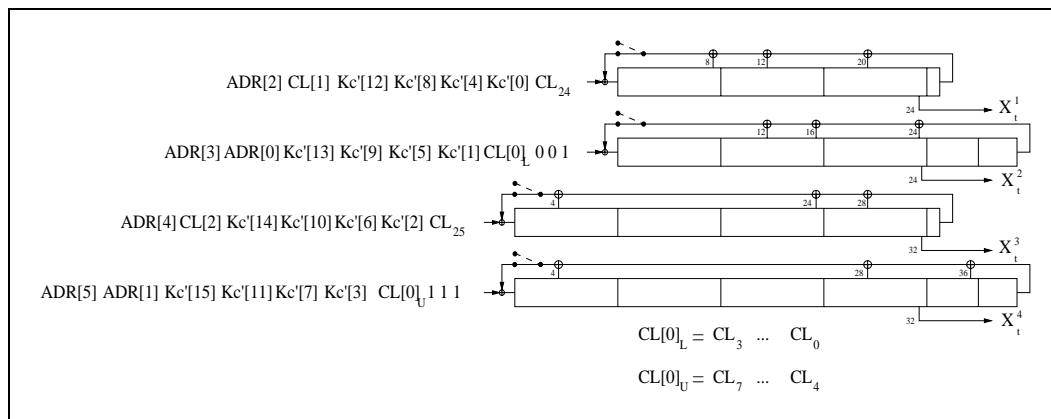 8 12 20
ADR[2] CL[1] Kc'[12] Kc'[8] Kc'[4] Kc'[0] CL24
24 X1t
12 16 24
ADR[3] ADR[0] Kc'[13] Kc'[9] Kc'[5] Kc'[1] CL[0]L 0 0 1
24 X2t
4 24 28
ADR[4] CL[2] Kc'[14] Kc'[10] Kc'[6] Kc'[2] CL25
32 X3t
4 28 36
ADR[5] ADR[1] Kc'[15] Kc'[11] Kc'[7] Kc'[3] CL[0]U 1 1 1
32 X4t
CL[0]L = CL3 ... CL0
CL[0]U = CL7 ... CL4